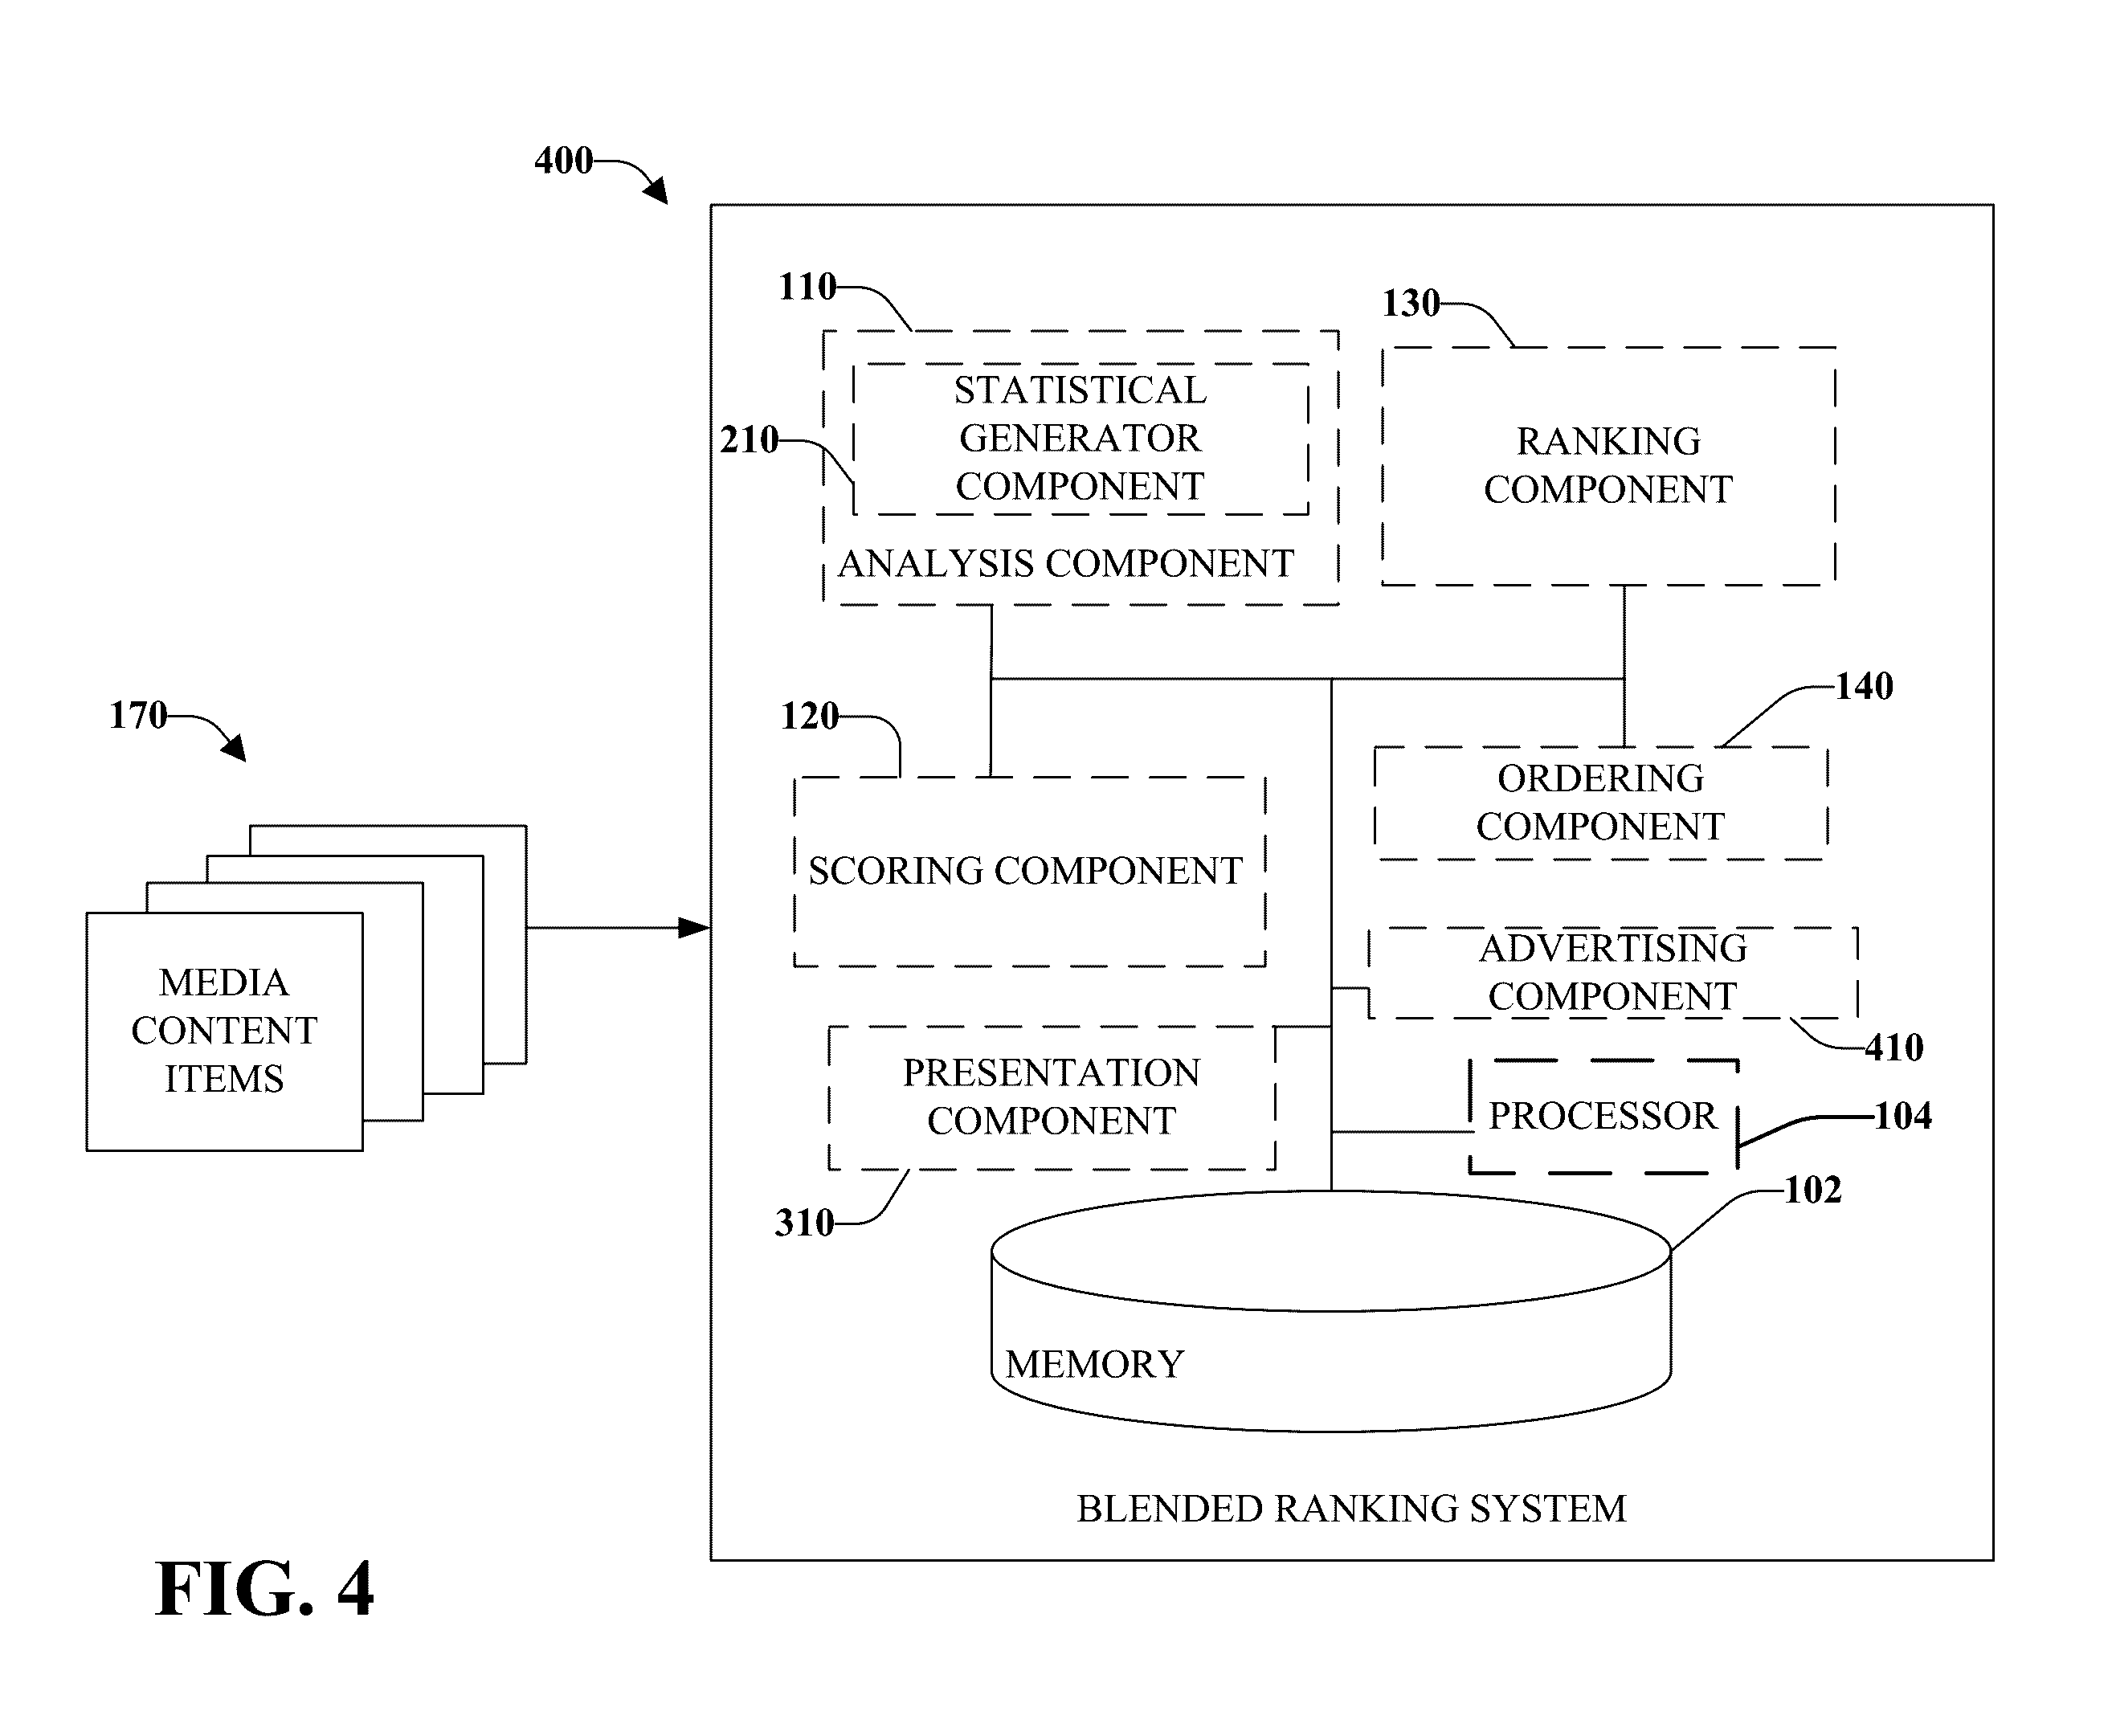 400
110
130
STATISTICAL
GENERATOR
COMPONENT
210
ANALYSIS COMPONENT
RANKING
COMPONENT
170
120
140
ORDERING
COMPONENT
SCORING COMPONENT
MEDIA
CONTENT
ITEMS
ADVERTISING
COMPONENT
410
PRESENTATION
COMPONENT
310
PROCESSOR
104
102
MEMORY
BLENDED RANKING SYSTEM
FIG. 4